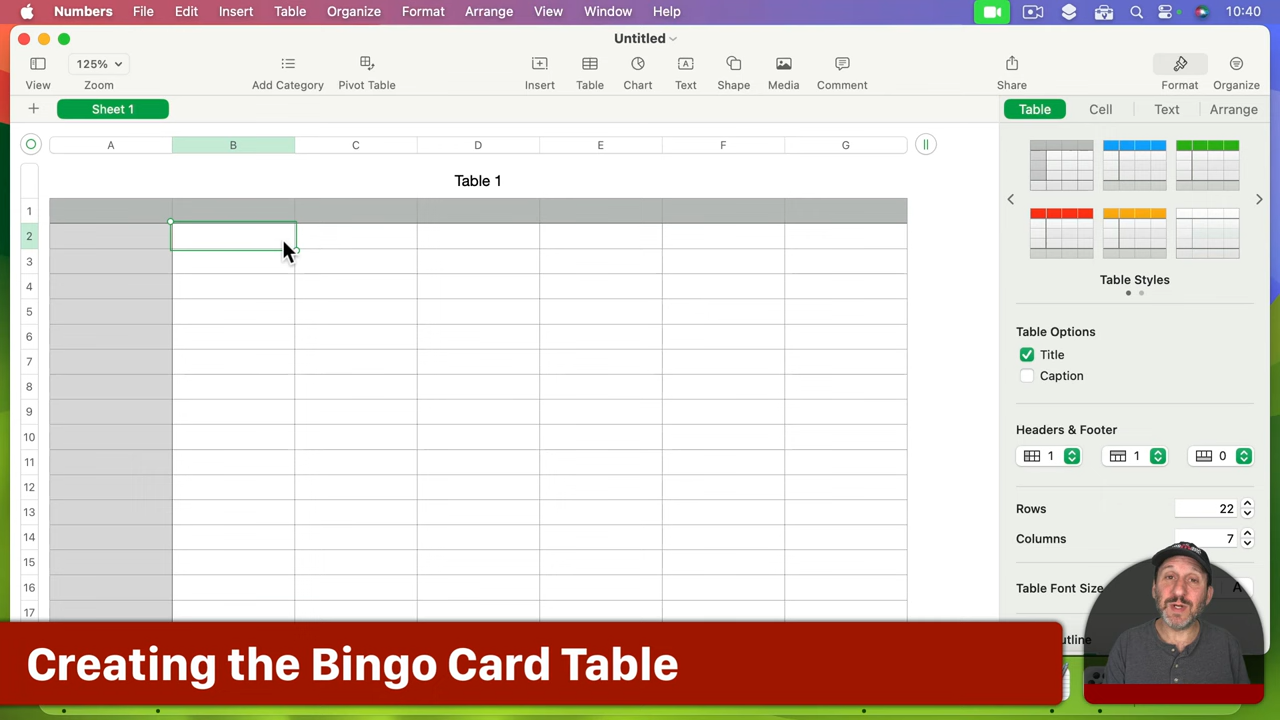 Numbers File Edit Insert Table Organize Format Arrange View Window Help 10:40
Untitled
125%
View Zoom Add Category Pivot Table Insert Table Chart Text Shape Media Comment Share Format Organize
+ Sheet 1
Table Cell Text Arrange
A B C D E F G
Table 1
1
2
3
4
5
6
7
8
9
10
11
12
13
14
15
16
17
Table Styles
Table Options
Title
Caption
Headers & Footer
1 1 0
Rows 22
Columns 7
Table Font Size A
utline
Creating the Bingo Card Table